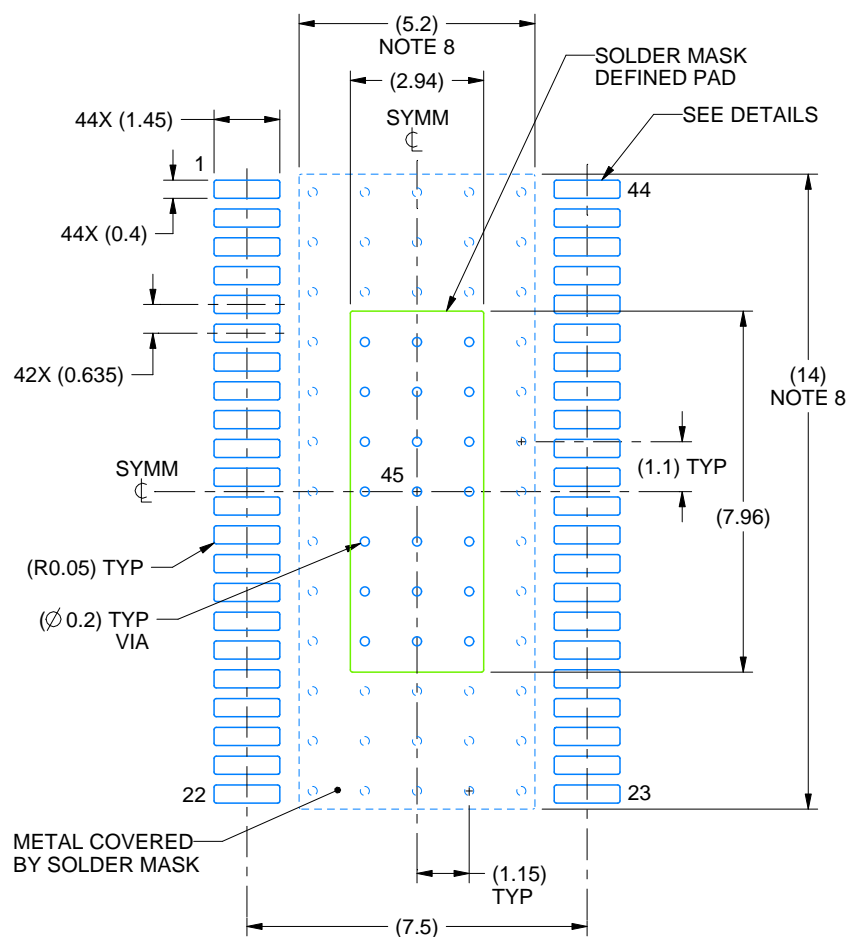 (5.2)
NOTE 8
SOLDER MASK
DEFINED PAD
(2.94)
44X (1.45)
SYMM
℄
SEE DETAILS
1
44
44X (0.4)
42X (0.635)
(14)
NOTE 8
SYMM
℄
45
(1.1) TYP
(7.96)
(R0.05) TYP
(∅ 0.2) TYP
VIA
22
23
METAL COVERED
BY SOLDER MASK
(1.15)
TYP
(7.5)